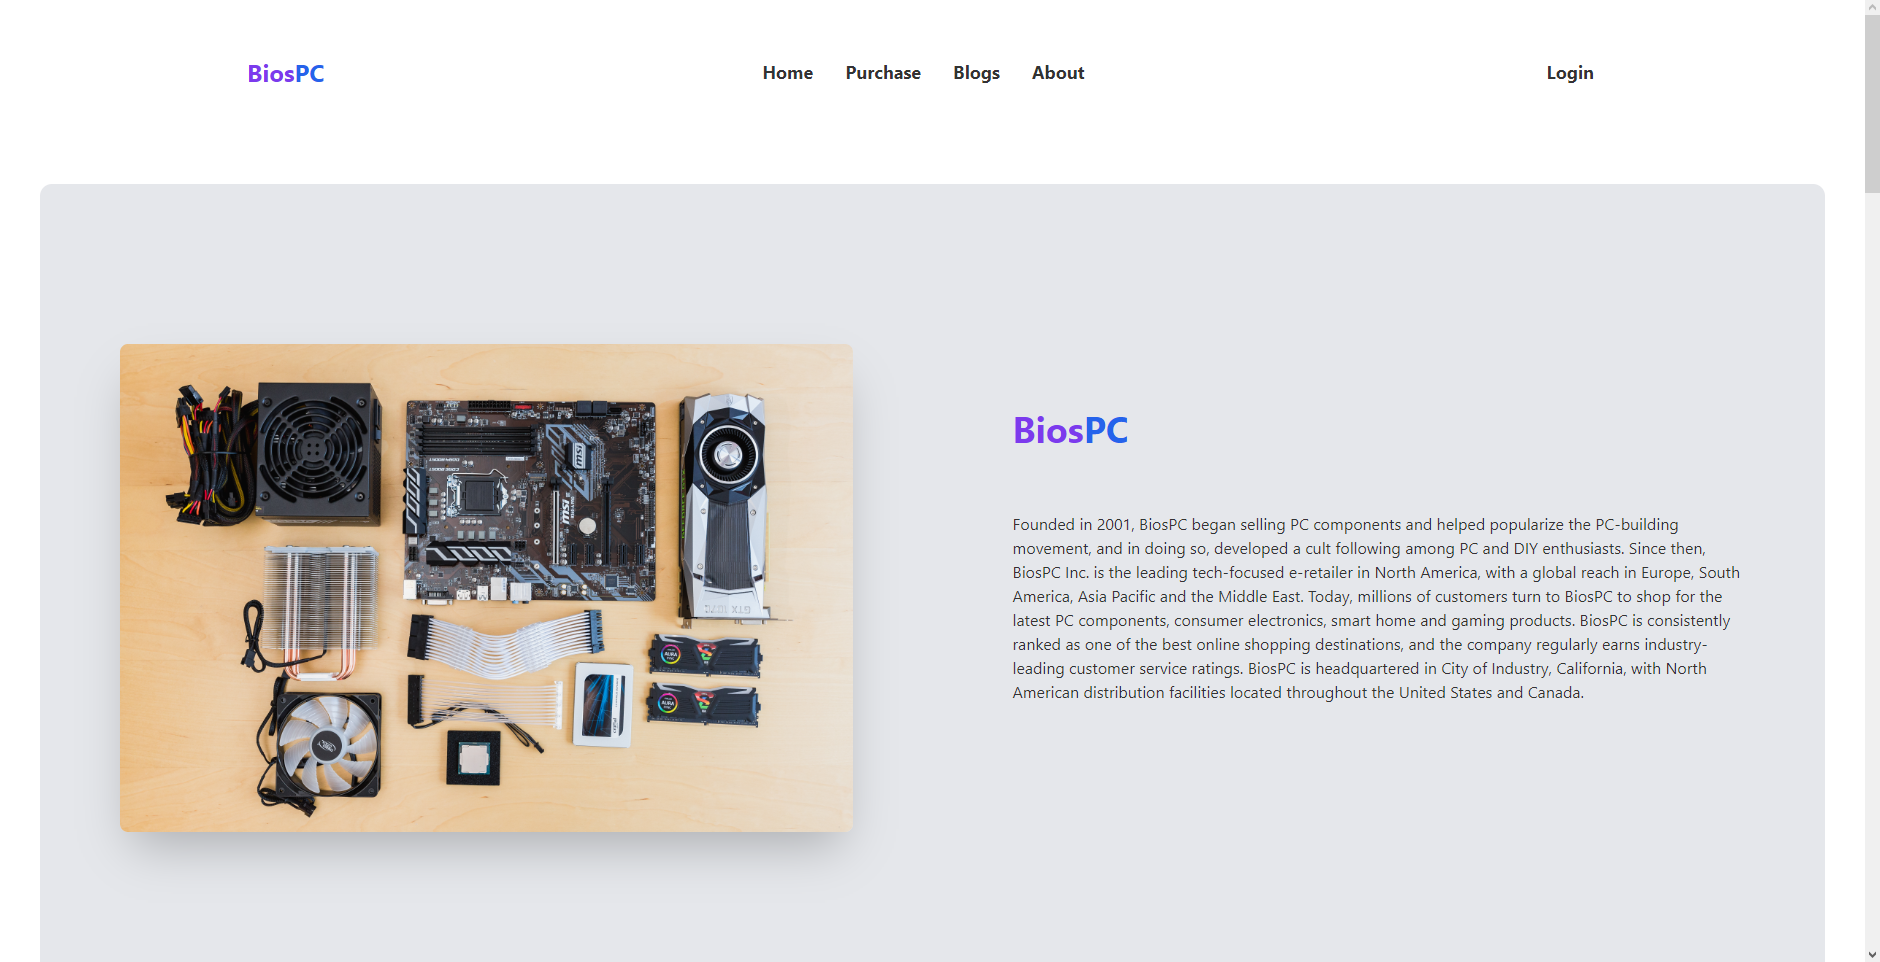 BiosPC
Home Purchase Blogs About
Login
BiosPC
Founded in 2001, BiosPC began selling PC components and helped popularize the PC-building
movement, and in doing so, developed a cult following among PC and DIY enthusiasts. Since then,
BiosPC Inc. is the leading tech-focused e-retailer in North America, with a global reach in Europe, South
America, Asia Pacific and the Middle East. Today, millions of customers turn to BiosPC to shop for the
latest PC components, consumer electronics, smart home and gaming products. BiosPC is consistently
ranked as one of the best online shopping destinations, and the company regularly earns industry-
leading customer service ratings. BiosPC is headquartered in City of Industry, California, with North
American distribution facilities located throughout the United States and Canada.
msi
msi
AURA
AURA